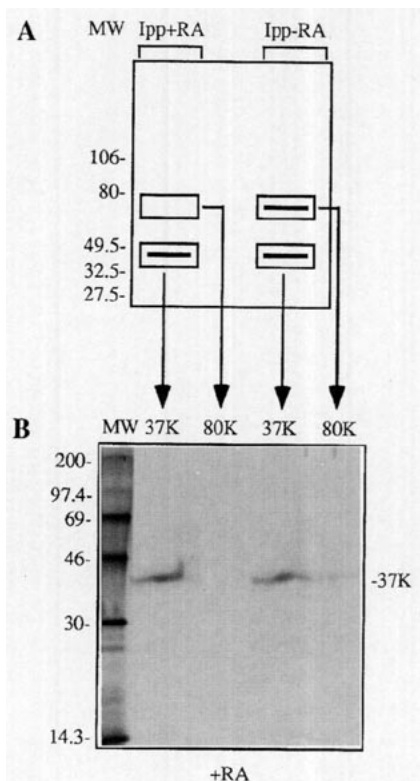 A
MW Ipp+RA Ipp-RA
106-
80-
49.5-
32.5-
27.5-
B
MW 37K 80K 37K 80K
200-
97.4-
69-
46-
-37K
30-
14.3-
+RA